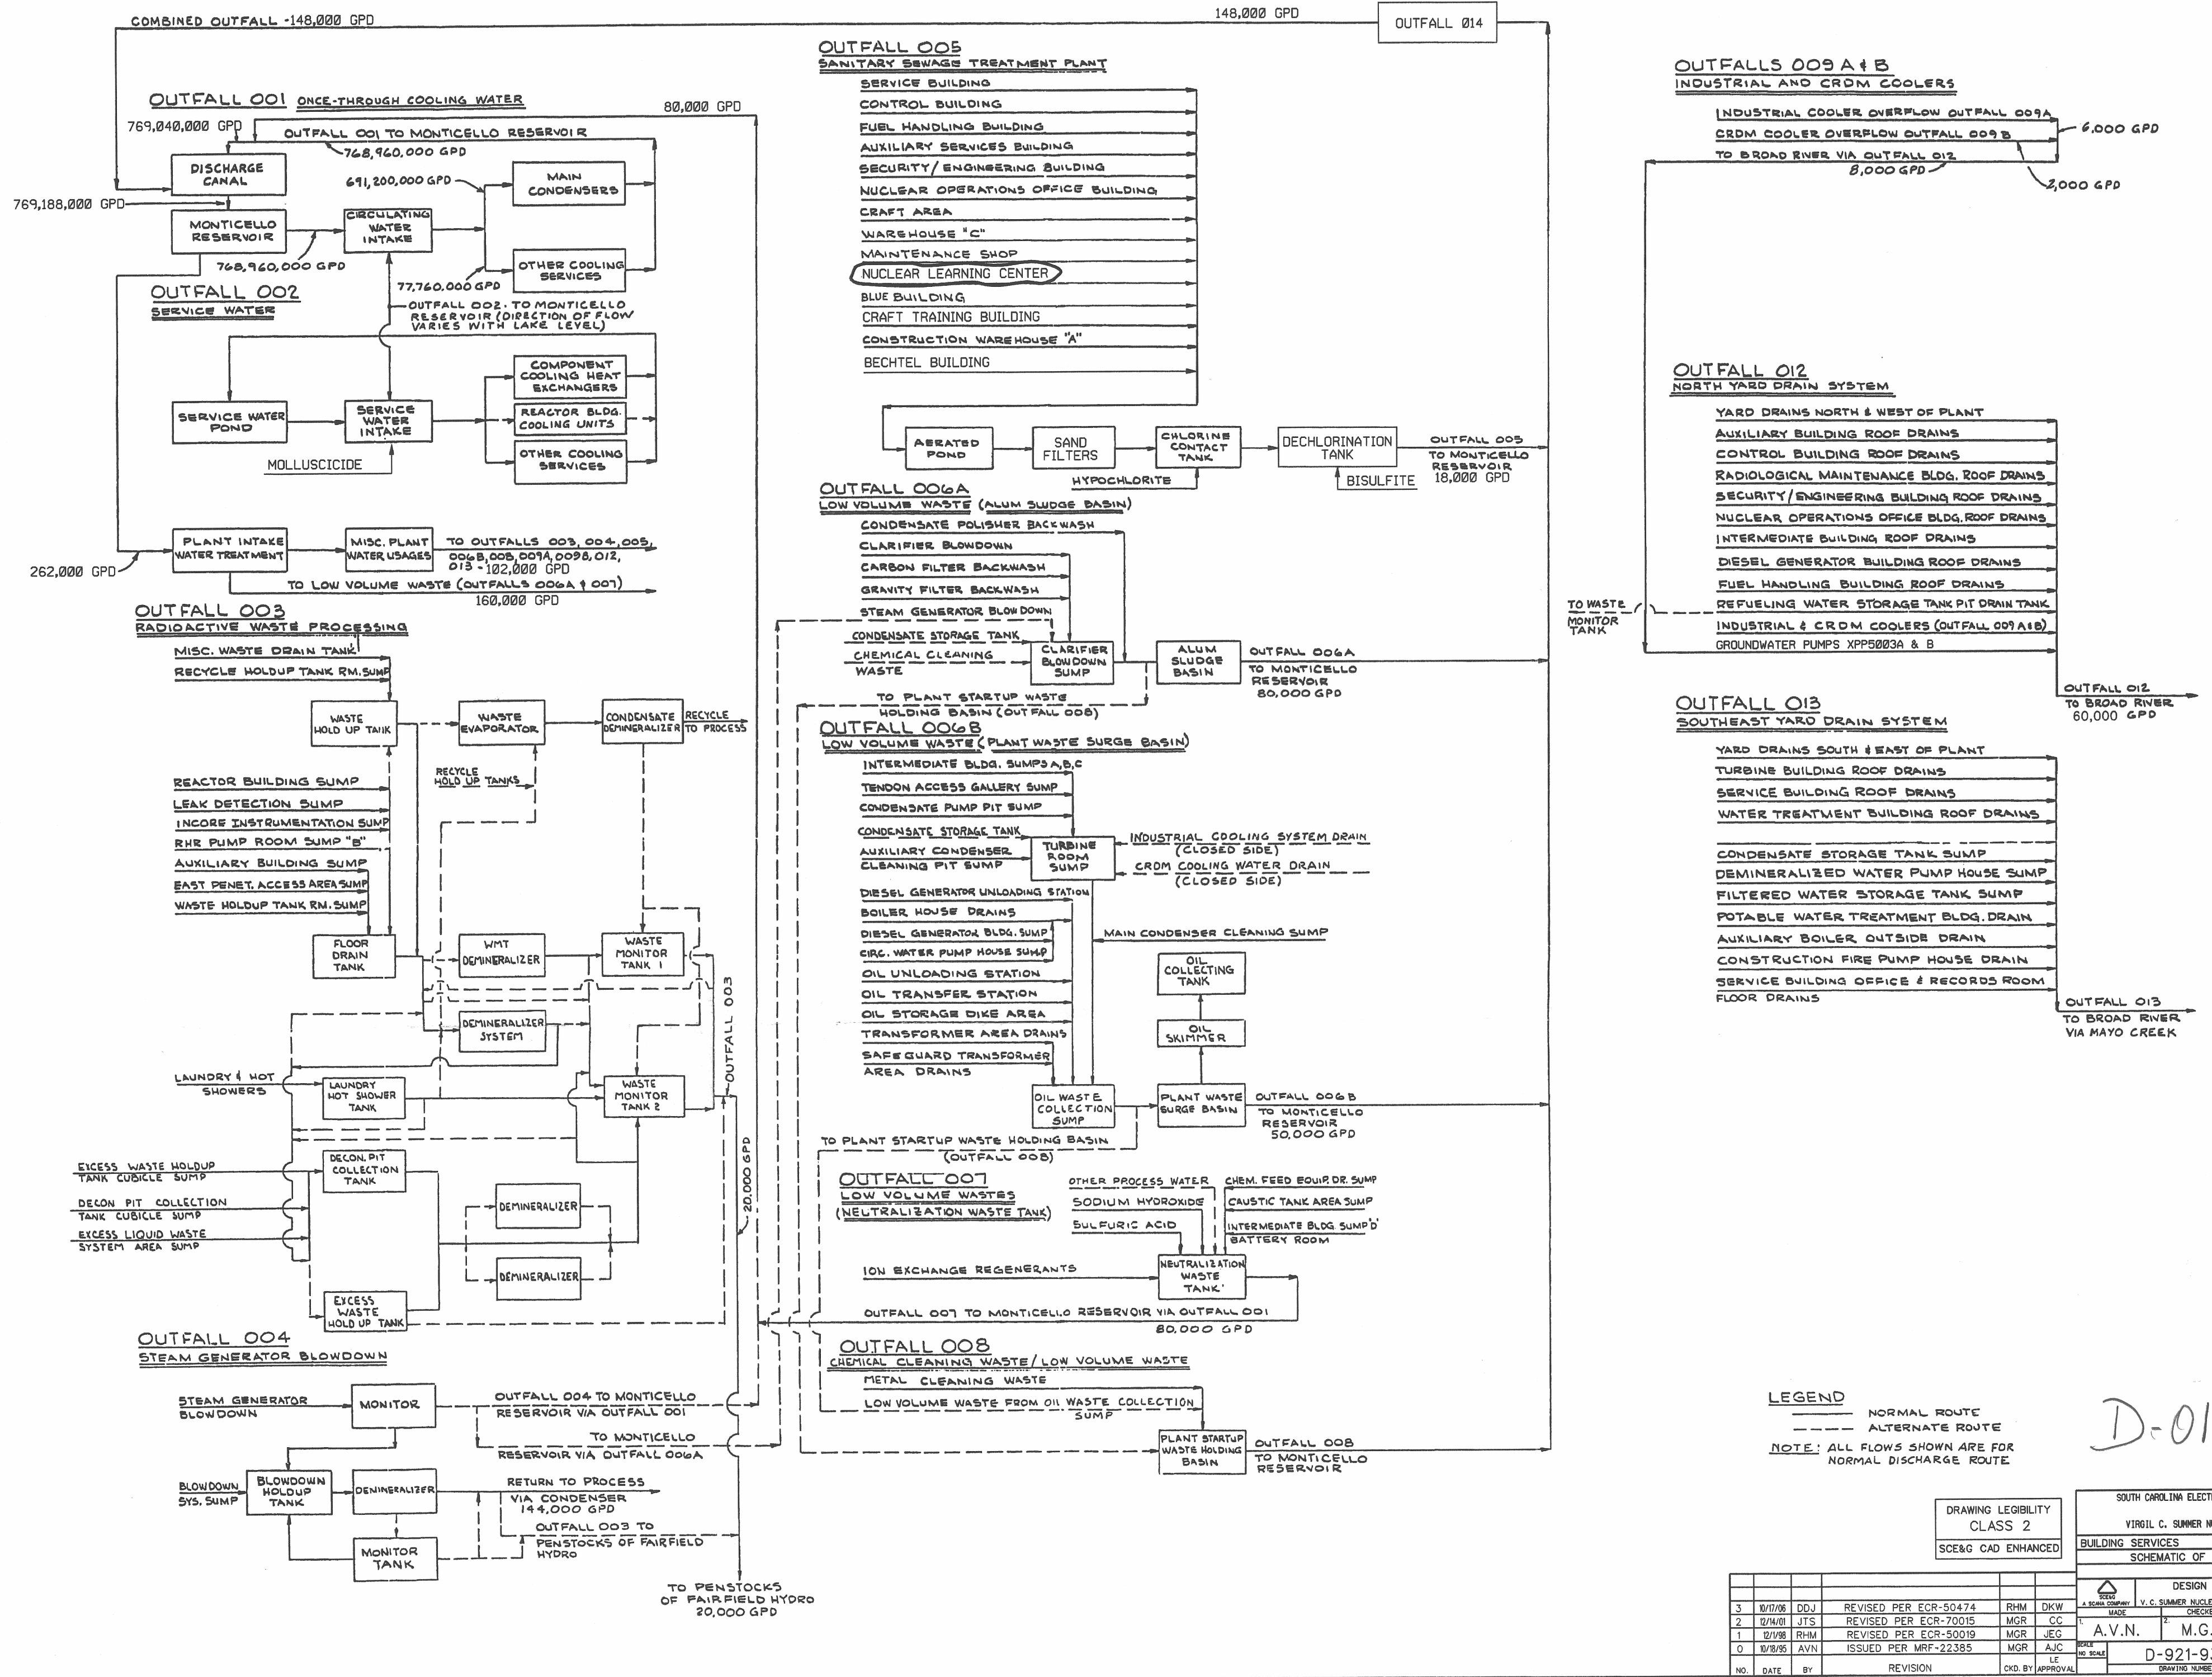 COMBINED OUTFALL -148,000 GPD
148,000 GPD
OUTFALL 014
OUTFALL 001 ONCE-THROUGH COOLING WATER
80,000 GPD
769,040,000 GPD
OUTFALL 001 TO MONTICELLO RESERVOIR
768,960,000 GPD
DISCHARGE
CANAL
691,200,000 GPD
MAIN
CONDENSERS
769,188,000 GPD
MONTICELLO
RESERVOIR
CIRCULATING
WATER
INTAKE
768,960,000 GPD
OTHER COOLING
SERVICES
77,760,000 GPD
OUTFALL 002
SERVICE WATER
OUTFALL 002. TO MONTICELLO
RESERVOIR (DIRECTION OF FLOW
VARIES WITH LAKE LEVEL)
COMPONENT
COOLING HEAT
EXCHANGERS
SERVICE WATER
POND
SERVICE
WATER
INTAKE
REACTOR BLDG.
COOLING UNITS
OTHER COOLING
SERVICES
MOLLUSCICIDE
PLANT INTAKE
WATER TREATMENT
MISC. PLANT
WATER USAGES
TO OUTFALLS 003, 004, 005,
006B, 008, 009A, 009B, 012,
013 - 102,000 GPD
262,000 GPD
TO LOW VOLUME WASTE (OUTFALLS 006A & 007)
160,000 GPD
OUTFALL 003
RADIOACTIVE WASTE PROCESSING
MISC. WASTE DRAIN TANK
RECYCLE HOLDUP TANK RM. SUMP
WASTE
HOLD UP TANK
WASTE
EVAPORATOR
CONDENSATE
DEMINERALIZER
RECYCLE
TO PROCESS
RECYCLE
HOLD UP TANKS
REACTOR BUILDING SUMP
LEAK DETECTION SUMP
INCORE INSTRUMENTATION SUMP
RHR PUMP ROOM SUMP "B"
AUXILIARY BUILDING SUMP
EAST PENET. ACCESS AREA SUMP
WASTE HOLDUP TANK RM. SUMP
FLOOR
DRAIN
TANK
WMT
DEMINERALIZER
WASTE
MONITOR
TANK 1
DEMINERALIZER
SYSTEM
OUTFALL 003
LAUNDRY & HOT
SHOWERS
LAUNDRY
HOT SHOWER
TANK
WASTE
MONITOR
TANK 2
EXCESS WASTE HOLDUP
TANK CUBICLE SUMP
DECON. PIT
COLLECTION
TANK
DECON PIT COLLECTION
TANK CUBICLE SUMP
EXCESS LIQUID WASTE
SYSTEM AREA SUMP
DEMINERALIZER
DEMINERALIZER
20,000 GPD
EXCESS
WASTE
HOLD UP TANK
OUTFALL 004
STEAM GENERATOR BLOWDOWN
STEAM GENERATOR
BLOWDOWN
MONITOR
OUTFALL 004 TO MONTICELLO
RESERVOIR VIA OUTFALL 001
TO MONTICELLO
RESERVOIR VIA OUTFALL 006A
BLOWDOWN
SYS. SUMP
BLOWDOWN
HOLDUP
TANK
DEMINERALIZER
RETURN TO PROCESS
VIA CONDENSER
144,000 GPD
OUTFALL 003 TO
PENSTOCKS OF FAIRFIELD
HYDRO
MONITOR
TANK
TO PENSTOCKS
OF FAIRFIELD HYDRO
20,000 GPD
OUTFALL 005
SANITARY SEWAGE TREATMENT PLANT
SERVICE BUILDING
CONTROL BUILDING
FUEL HANDLING BUILDING
AUXILIARY SERVICES BUILDING
SECURITY/ENGINEERING BUILDING
NUCLEAR OPERATIONS OFFICE BUILDING
CRAFT AREA
WAREHOUSE "C"
MAINTENANCE SHOP
NUCLEAR LEARNING CENTER
BLUE BUILDING
CRAFT TRAINING BUILDING
CONSTRUCTION WAREHOUSE "A"
BECHTEL BUILDING
AERATED
POND
SAND
FILTERS
CHLORINE
CONTACT
TANK
DECHLORINATION
TANK
OUTFALL 005
TO MONTICELLO
RESERVOIR
18,000 GPD
HYPOCHLORITE
BISULFITE
OUTFALL 006A
LOW VOLUME WASTE (ALUM SLUDGE BASIN)
CONDENSATE POLISHER BACKWASH
CLARIFIER BLOWDOWN
CARBON FILTER BACKWASH
GRAVITY FILTER BACKWASH
STEAM GENERATOR BLOWDOWN
CONDENSATE STORAGE TANK
CHEMICAL CLEANING
WASTE
CLARIFIER
BLOWDOWN
SUMP
ALUM
SLUDGE
BASIN
OUTFALL 006A
TO MONTICELLO
RESERVOIR
80,000 GPD
TO PLANT STARTUP WASTE
HOLDING BASIN (OUTFALL 008)
OUTFALL 006B
LOW VOLUME WASTE (PLANT WASTE SURGE BASIN)
INTERMEDIATE BLDG. SUMPS A,B,C
TENDON ACCESS GALLERY SUMP
CONDENSATE PUMP PIT SUMP
CONDENSATE STORAGE TANK
AUXILIARY CONDENSER
CLEANING PIT SUMP
TURBINE
ROOM
SUMP
INDUSTRIAL COOLING SYSTEM DRAIN
(CLOSED SIDE)
CRDM COOLING WATER DRAIN
(CLOSED SIDE)
DIESEL GENERATOR UNLOADING STATION
BOILER HOUSE DRAINS
DIESEL GENERATOR BLDG. SUMP
CIRC. WATER PUMP HOUSE SUMP
MAIN CONDENSER CLEANING SUMP
OIL UNLOADING STATION
OIL TRANSFER STATION
OIL STORAGE DIKE AREA
TRANSFORMER AREA DRAINS
SAFEGUARD TRANSFORMER
AREA DRAINS
OIL
COLLECTING
TANK
OIL
SKIMMER
OIL WASTE
COLLECTION
SUMP
PLANT WASTE
SURGE BASIN
OUTFALL 006B
TO MONTICELLO
RESERVOIR
50,000 GPD
TO PLANT STARTUP WASTE HOLDING BASIN
(OUTFALL 008)
OUTFALL 007
LOW VOLUME WASTES
(NEUTRALIZATION WASTE TANK)
OTHER PROCESS WATER
SODIUM HYDROXIDE
SULFURIC ACID
CHEM. FEED EQUIP. DR. SUMP
CAUSTIC TANK AREA SUMP
INTERMEDIATE BLDG. SUMP 'D'
BATTERY ROOM
ION EXCHANGE REGENERANTS
NEUTRALIZATION
WASTE
TANK
OUTFALL 007 TO MONTICELLO RESERVOIR VIA OUTFALL 001
80,000 GPD
OUTFALL 008
CHEMICAL CLEANING WASTE/LOW VOLUME WASTE
METAL CLEANING WASTE
LOW VOLUME WASTE FROM OIL WASTE COLLECTION
SUMP
PLANT STARTUP
WASTE HOLDING
BASIN
OUTFALL 008
TO MONTICELLO
RESERVOIR
OUTFALLS 009 A & B
INDUSTRIAL AND CRDM COOLERS
INDUSTRIAL COOLER OVERFLOW OUTFALL 009A
CRDM COOLER OVERFLOW OUTFALL 009B
6,000 GPD
TO BROAD RIVER VIA OUTFALL 012
8,000 GPD
2,000 GPD
OUTFALL 012
NORTH YARD DRAIN SYSTEM
YARD DRAINS NORTH & WEST OF PLANT
AUXILIARY BUILDING ROOF DRAINS
CONTROL BUILDING ROOF DRAINS
RADIOLOGICAL MAINTENANCE BLDG. ROOF DRAINS
SECURITY/ENGINEERING BUILDING ROOF DRAINS
NUCLEAR OPERATIONS OFFICE BLDG. ROOF DRAINS
INTERMEDIATE BUILDING ROOF DRAINS
DIESEL GENERATOR BUILDING ROOF DRAINS
FUEL HANDLING BUILDING ROOF DRAINS
TO WASTE
MONITOR
TANK
REFUELING WATER STORAGE TANK PIT DRAIN TANK
INDUSTRIAL & CRDM COOLERS (OUTFALL 009 A&B)
GROUNDWATER PUMPS XPP5003A & B
OUTFALL 012
TO BROAD RIVER
60,000 GPD
OUTFALL 013
SOUTHEAST YARD DRAIN SYSTEM
YARD DRAINS SOUTH & EAST OF PLANT
TURBINE BUILDING ROOF DRAINS
SERVICE BUILDING ROOF DRAINS
WATER TREATMENT BUILDING ROOF DRAINS
CONDENSATE STORAGE TANK SUMP
DEMINERALIZED WATER PUMP HOUSE SUMP
FILTERED WATER STORAGE TANK SUMP
POTABLE WATER TREATMENT BLDG. DRAIN
AUXILIARY BOILER OUTSIDE DRAIN
CONSTRUCTION FIRE PUMP HOUSE DRAIN
SERVICE BUILDING OFFICE & RECORDS ROOM
FLOOR DRAINS
OUTFALL 013
TO BROAD RIVER
VIA MAYO CREEK
LEGEND
NORMAL ROUTE
ALTERNATE ROUTE
NOTE: ALL FLOWS SHOWN ARE FOR
NORMAL DISCHARGE ROUTE
D-01
DRAWING LEGIBILITY
CLASS 2
SCE&G CAD ENHANCED
SOUTH CAROLINA ELECT
VIRGIL C. SUMMER N
BUILDING SERVICES
SCHEMATIC OF
SCE&G
A SCANA COMPANY
DESIGN
V. C. SUMMER NUCLE
MADE
CHECKE
1. A.V.N.
2. M.G.
SCALE
NO SCALE
D-921-9
DRAWING NUMBE
3 10/17/06 DDJ REVISED PER ECR-50474 RHM DKW
2 12/14/01 JTS REVISED PER ECR-70015 MGR CC
1 12/1/98 RHM REVISED PER ECR-50019 MGR JEG
0 10/18/95 AVN ISSUED PER MRF-22385 MGR AJC
NO. DATE BY REVISION CKD. BY LE APPROVAL